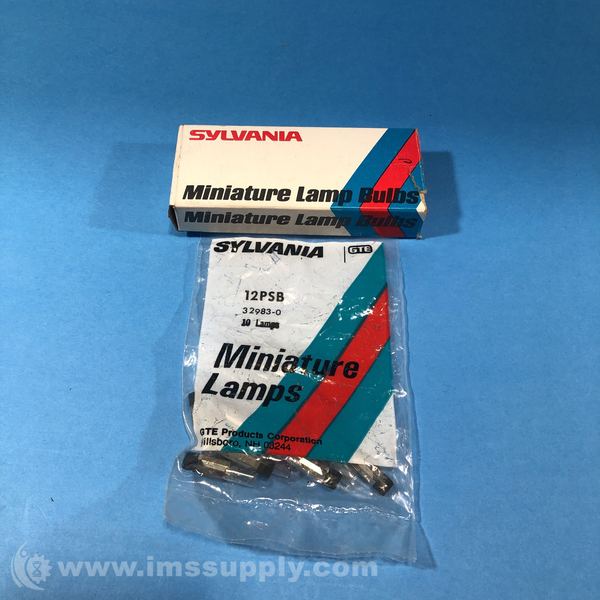 SYLVANIA
Miniature Lamp Bulbs
Miniature Lamp Bulbs
SYLVANIA
GTE
12PSB
32983-0
10 Lamps
Miniature
Lamps
GTE Products Corporation
Hillsboro, NH 03244
www.imssupply.com